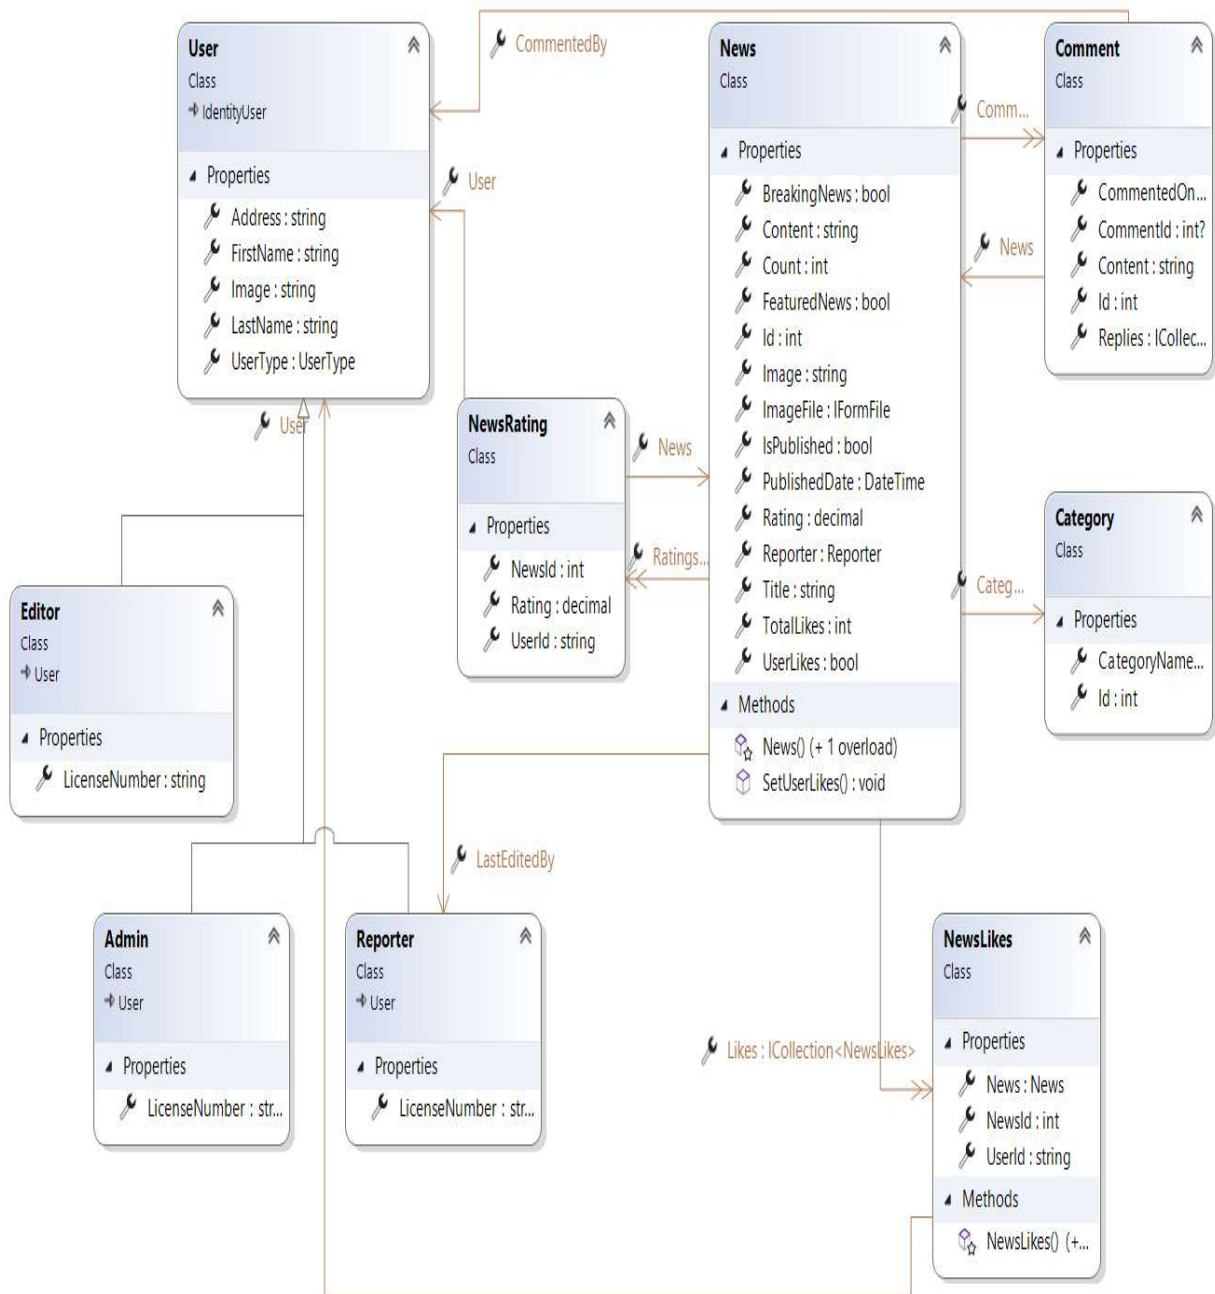 User
Class
IdentityUser
Properties
Address : string
FirstName : string
Image : string
LastName : string
UserType : UserType
CommentedBy
User
User
News
Class
Properties
BreakingNews : bool
Content : string
Count : int
FeaturedNews : bool
Id : int
Image : string
ImageFile : IFormFile
IsPublished : bool
PublishedDate : DateTime
Rating : decimal
Reporter : Reporter
Title : string
TotalLikes : int
UserLikes : bool
Methods
News() (+ 1 overload)
SetUserLikes() : void
Comm...
News
Comment
Class
Properties
CommentedOn...
CommentId : int?
Content : string
Id : int
Replies : ICollec...
NewsRating
Class
Properties
NewsId : int
Rating : decimal
UserId : string
News
Ratings...
Categ...
Category
Class
Properties
CategoryName...
Id : int
Editor
Class
User
Properties
LicenseNumber : string
LastEditedBy
Admin
Class
User
Properties
LicenseNumber : str...
Reporter
Class
User
Properties
LicenseNumber : str...
Likes : ICollection<NewsLikes>
NewsLikes
Class
Properties
News : News
NewsId : int
UserId : string
Methods
NewsLikes() (+...